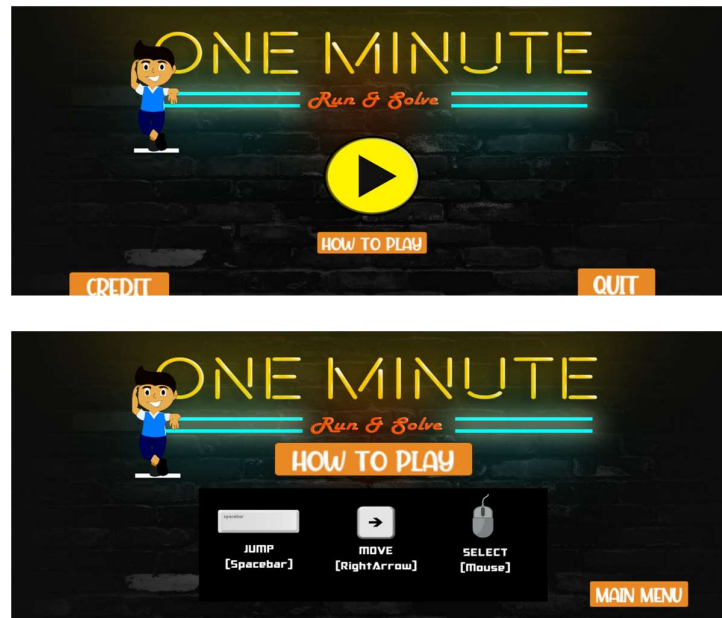 ONE MINUTE
Run & Solve
HOW TO PLAY
CREDIT
QUIT
ONE MINUTE
Run & Solve
HOW TO PLAY
spacebar
JUMP
[Spacebar]
MOVE
[RightArrow]
SELECT
[Mouse]
MAIN MENU